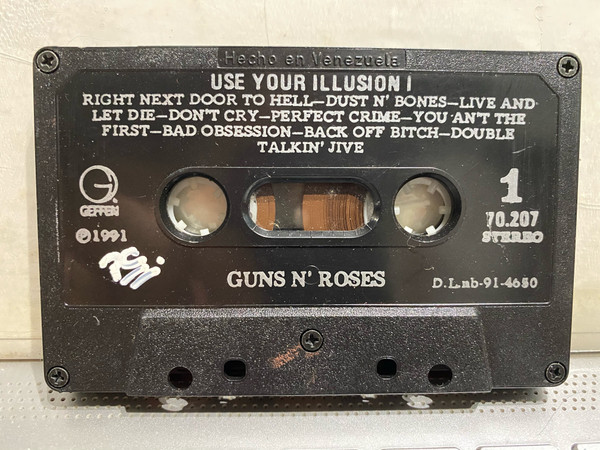 Hecho en Venezuela
USE YOUR ILLUSION I
RIGHT NEXT DOOR TO HELL—DUST N' BONES—LIVE AND
LET DIE—DON'T CRY—PERFECT CRIME—YOU AN'T THE
FIRST—BAD OBSESSION—BACK OFF BITCH—DOUBLE
TALKIN' JIVE
G
GEFFEN
℗1991
1
70.207
STEREO
GUNS N' ROSES
D.L.nb-91-4650